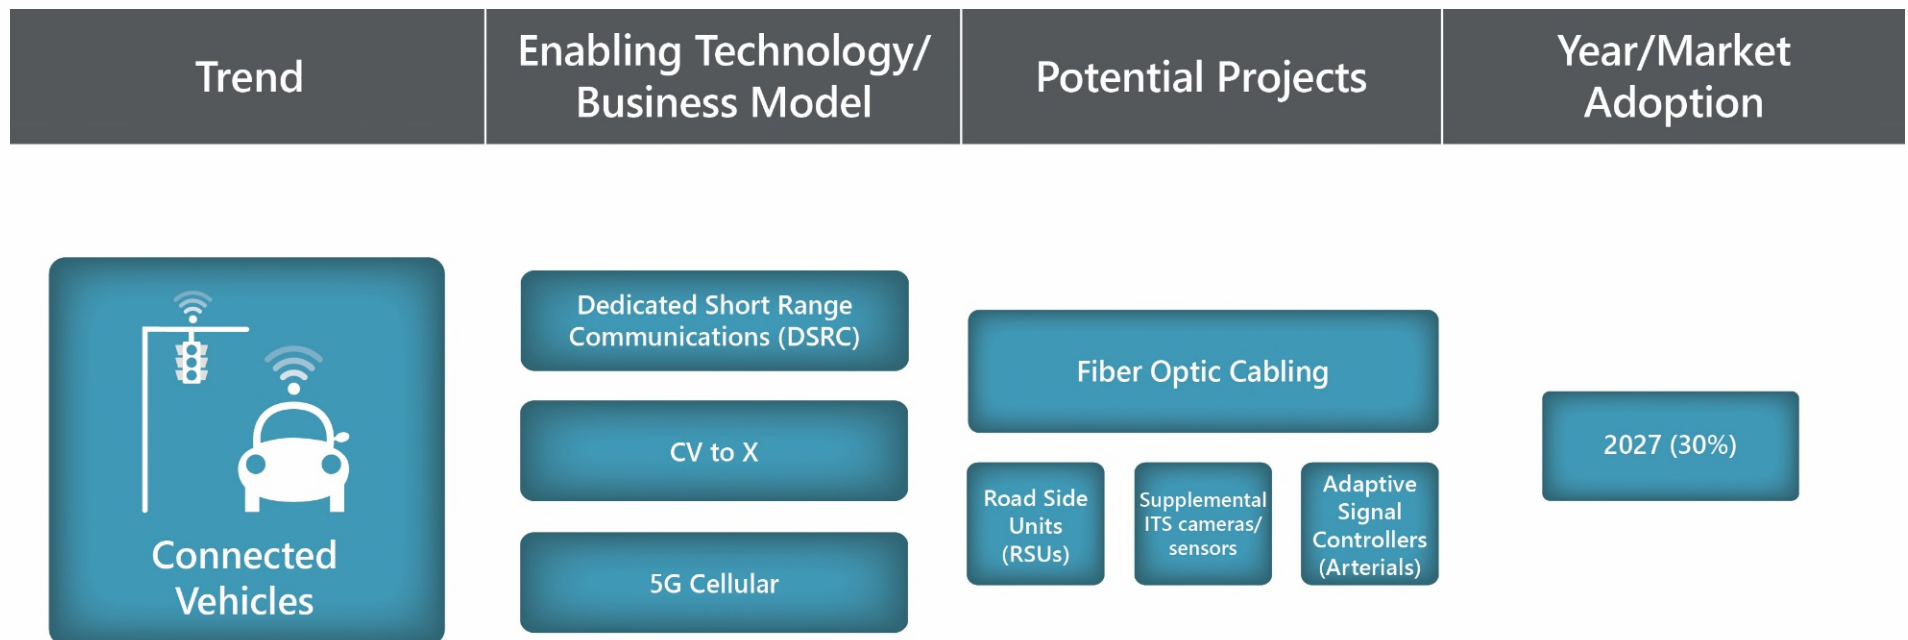 Trend
Enabling Technology/
Business Model
Potential Projects
Year/Market
Adoption
Connected
Vehicles
Dedicated Short Range
Communications (DSRC)
CV to X
5G Cellular
Fiber Optic Cabling
Road Side
Units
(RSUs)
Supplemental
ITS cameras/
sensors
Adaptive
Signal
Controllers
(Arterials)
2027 (30%)